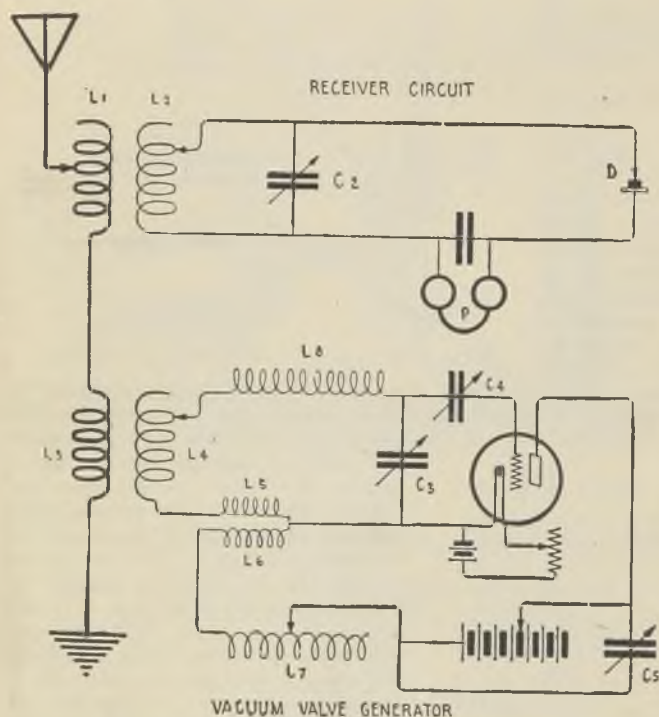 L1
L2
RECEIVER CIRCUIT
C2
D
P
L8
C4
L3
L4
C3
L5
L6
L7
C5
VACUUM VALVE GENERATOR